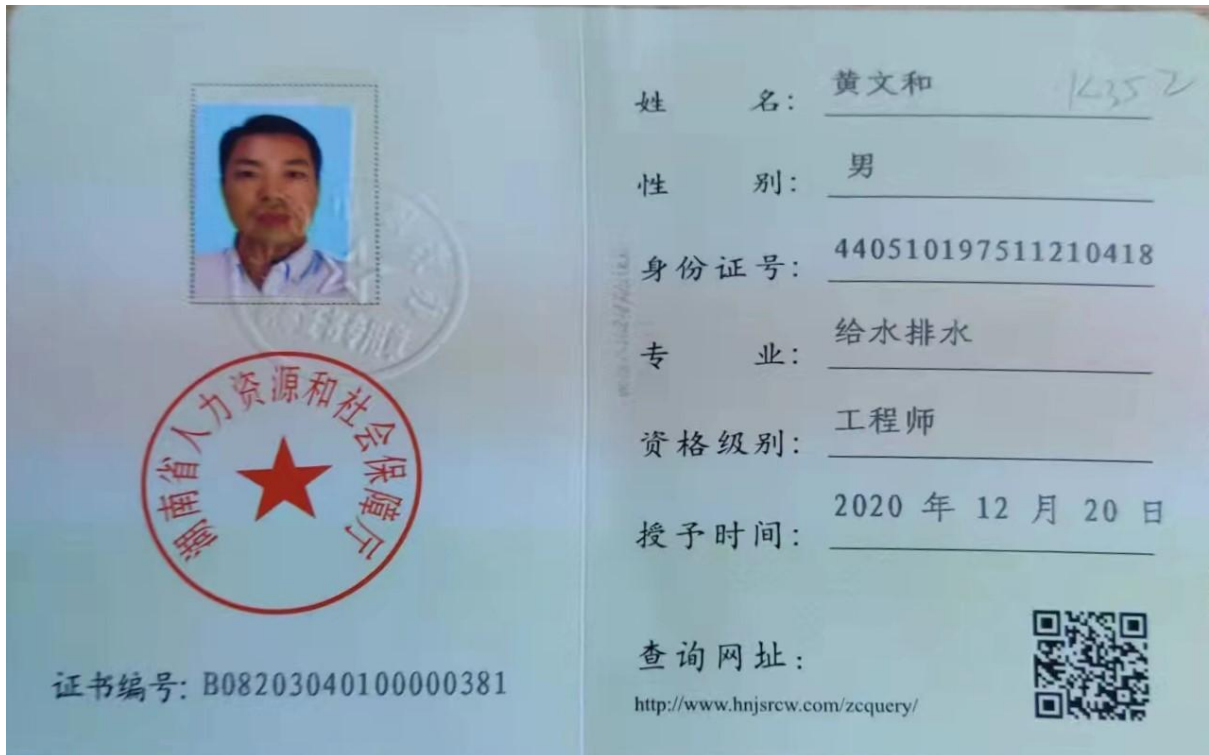 湖南省人力资源和社会保障厅
证书编号: B08203040100000381
姓 名: 黄文和
K352
性 别: 男
身份证号: 440510197511210418
专 业: 给水排水
资格级别: 工程师
授予时间: 2020 年 12 月 20 日
查询网址:
http://www.hnjsrcw.com/zcquery/